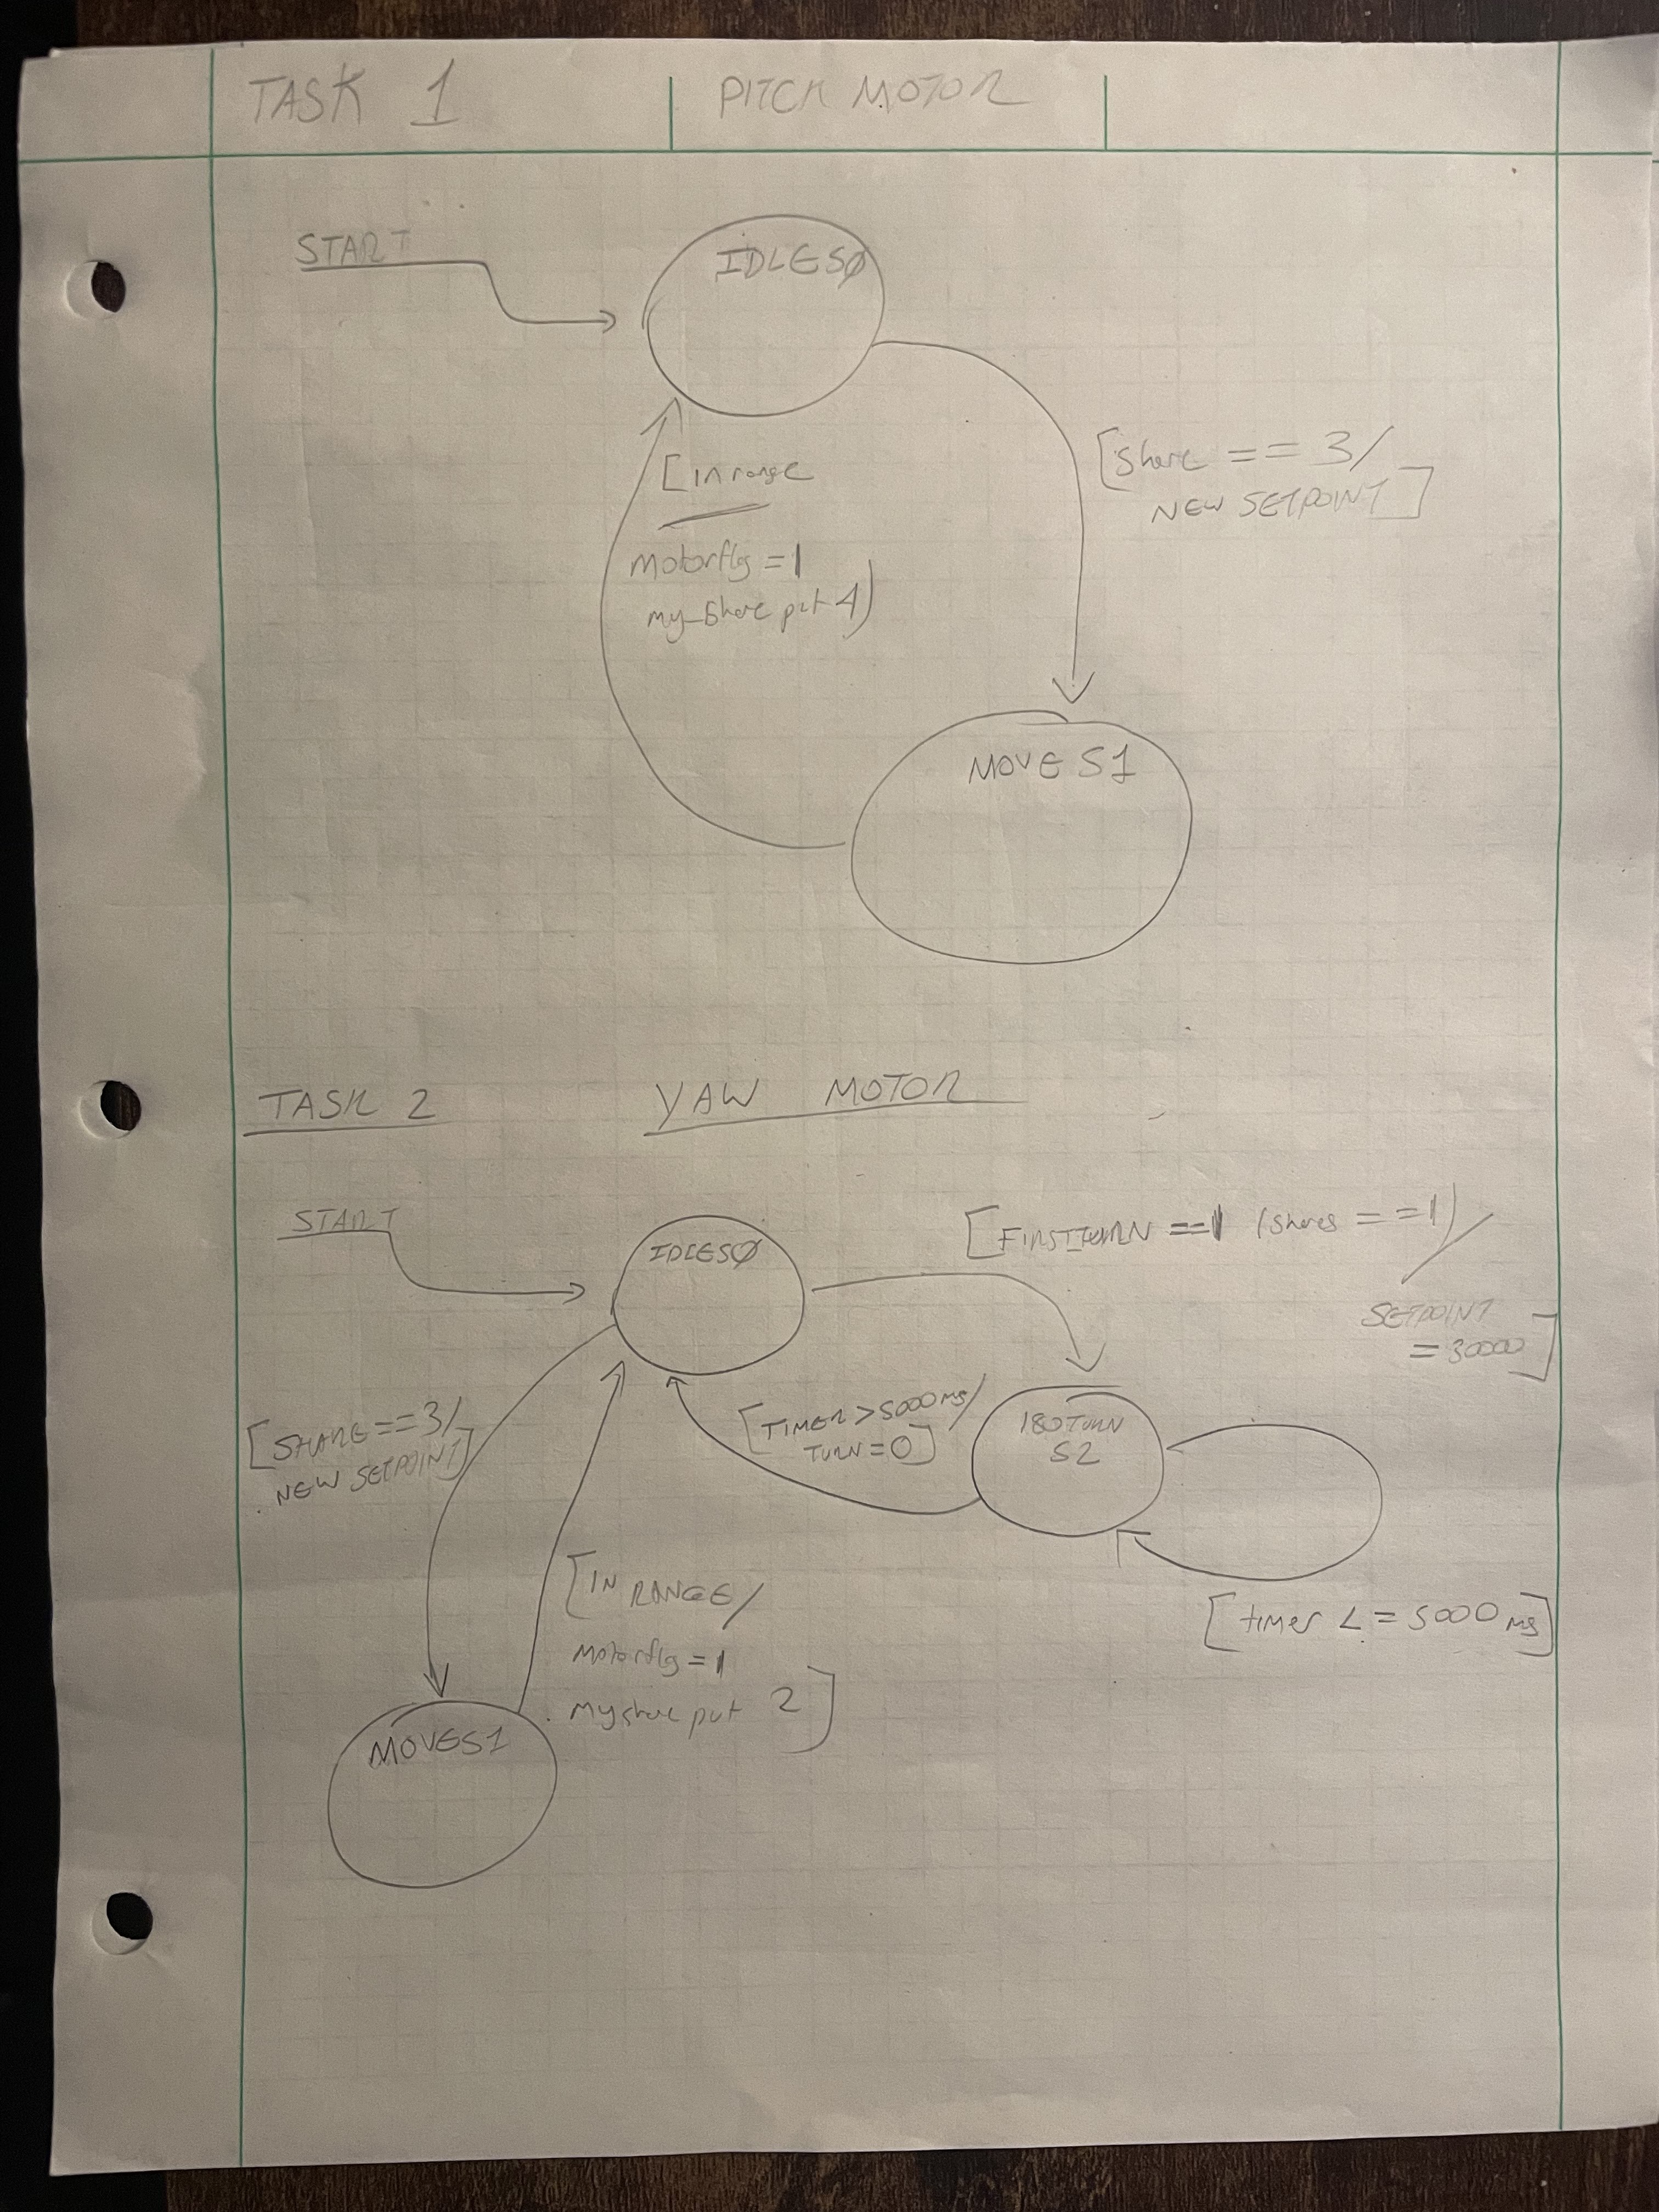 TASK 1 PITCH MOTOR
START
IDLE S0
[share == 3/
NEW SETPOINT]
[in range
motorflg = 1
my_share put 4)
MOVE S1
TASK 2 YAW MOTOR
START
IDLE S0
[FIRSTTURN == 1 (shares == 1)/
SETPOINT
= 30000]
[TIMER > 5000 ms/
TURN = 0]
180 TURN
S2
[SHARE == 3/
NEW SETPOINT]
[IN RANGE/
Motorflg = 1
my share put 2]
[timer <= 5000 ms]
MOVE S1